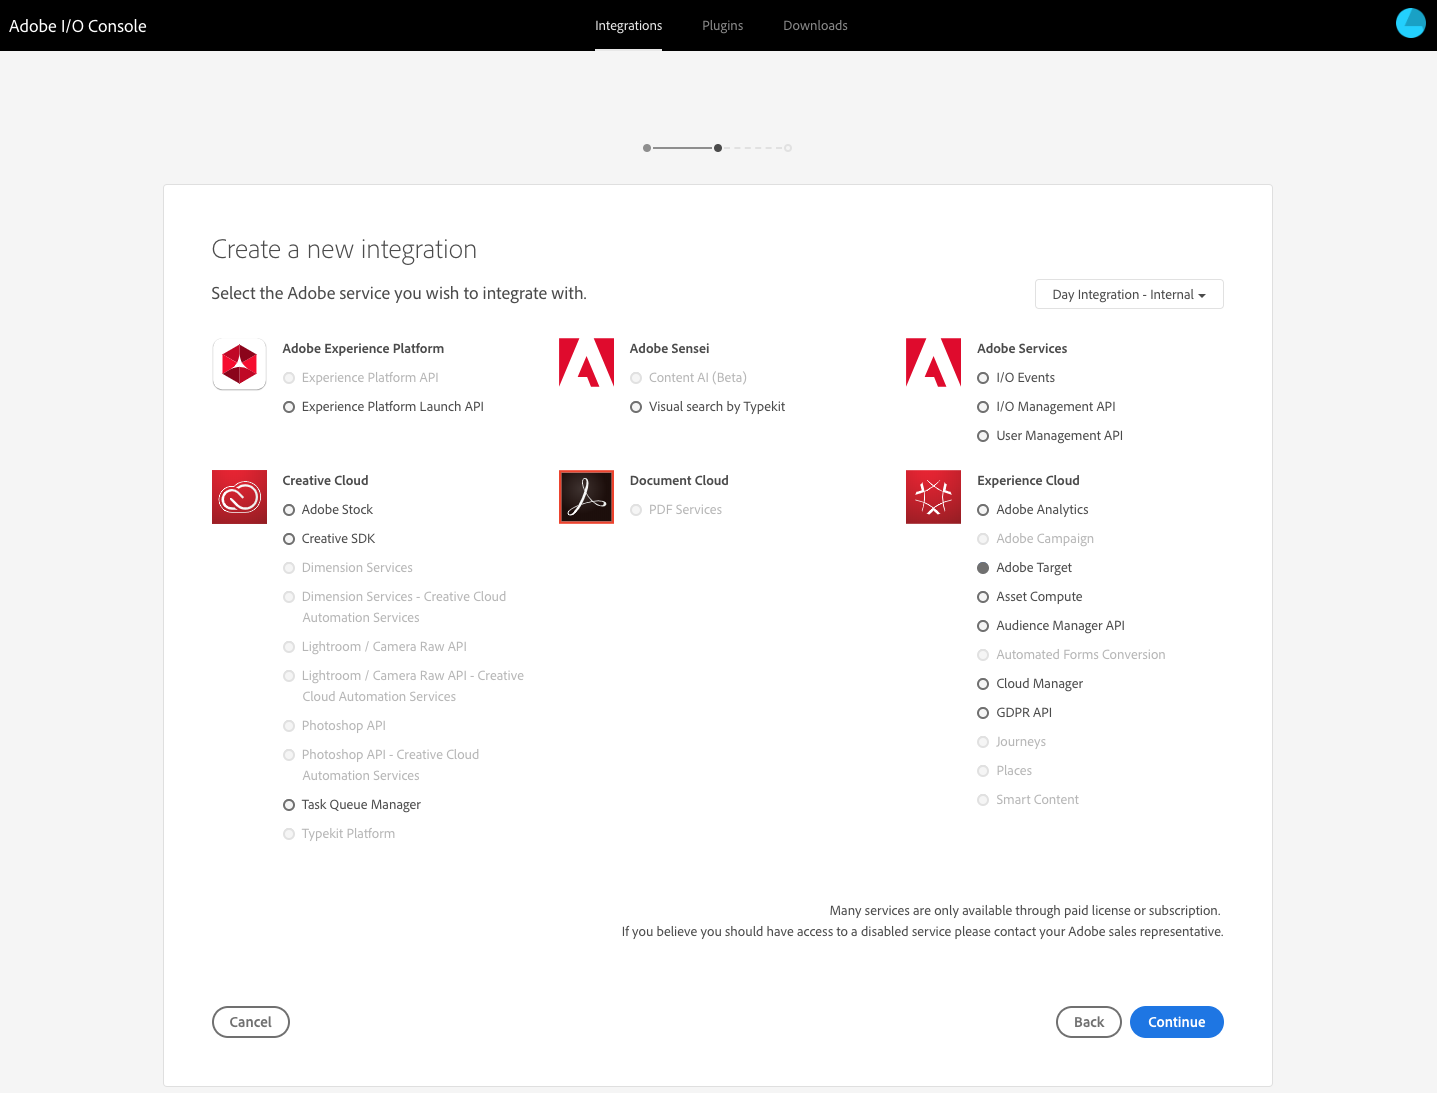 Adobe I/O Console
Integrations
Plugins
Downloads
Create a new integration
Select the Adobe service you wish to integrate with.
Day Integration - Internal
Adobe Experience Platform
Experience Platform API
Experience Platform Launch API
Adobe Sensei
Content AI (Beta)
Visual search by Typekit
Adobe Services
I/O Events
I/O Management API
User Management API
Creative Cloud
Adobe Stock
Creative SDK
Dimension Services
Dimension Services - Creative Cloud
Automation Services
Lightroom / Camera Raw API
Lightroom / Camera Raw API - Creative
Cloud Automation Services
Photoshop API
Photoshop API - Creative Cloud
Automation Services
Task Queue Manager
Typekit Platform
Document Cloud
PDF Services
Experience Cloud
Adobe Analytics
Adobe Campaign
Adobe Target
Asset Compute
Audience Manager API
Automated Forms Conversion
Cloud Manager
GDPR API
Journeys
Places
Smart Content
Many services are only available through paid license or subscription.
If you believe you should have access to a disabled service please contact your Adobe sales representative.
Cancel
Back
Continue